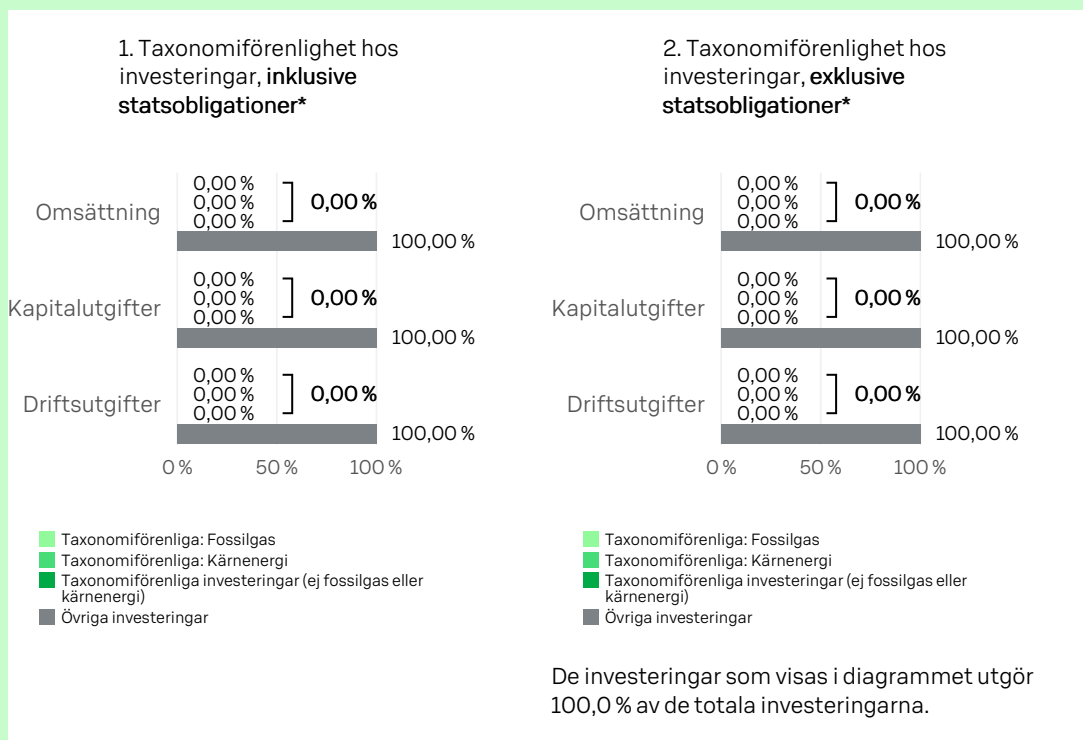 1. Taxonomiförenlighet hos
investeringar, inklusive
statsobligationer*
Omsättning
0,00 %
0,00 %
0,00 %
0,00 %
100,00 %
Kapitalutgifter
0,00 %
0,00 %
0,00 %
0,00 %
100,00 %
Driftsutgifter
0,00 %
0,00 %
0,00 %
0,00 %
100,00 %
0 %
50 %
100 %
Taxonomiförenliga: Fossilgas
Taxonomiförenliga: Kärnenergi
Taxonomiförenliga investeringar (ej fossilgas eller
kärnenergi)
Övriga investeringar
2. Taxonomiförenlighet hos
investeringar, exklusive
statsobligationer*
Omsättning
0,00 %
0,00 %
0,00 %
0,00 %
100,00 %
Kapitalutgifter
0,00 %
0,00 %
0,00 %
0,00 %
100,00 %
Driftsutgifter
0,00 %
0,00 %
0,00 %
0,00 %
100,00 %
0 %
50 %
100 %
Taxonomiförenliga: Fossilgas
Taxonomiförenliga: Kärnenergi
Taxonomiförenliga investeringar (ej fossilgas eller
kärnenergi)
Övriga investeringar
De investeringar som visas i diagrammet utgör
100,0 % av de totala investeringarna.